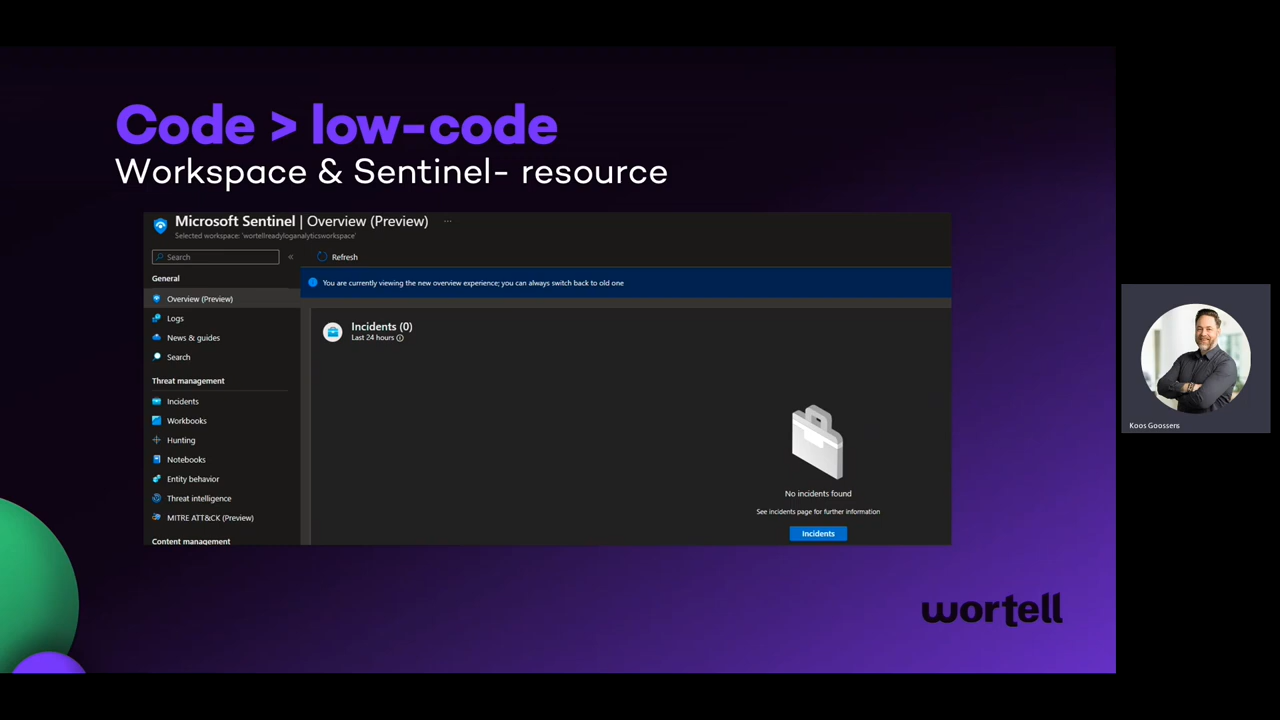 Code > low-code
Workspace & Sentinel- resource
Microsoft Sentinel | Overview (Preview) ...
Selected workspace: 'wortellreadyloganalyticsworkspace'
Search «
Refresh
General
You are currently viewing the new overview experience; you can always switch back to old one
Overview (Preview)
Logs
News & guides
Search
Incidents (0)
Last 24 hours
Threat management
Incidents
Workbooks
Hunting
Notebooks
Entity behavior
Threat intelligence
MITRE ATT&CK (Preview)
Content management
No incidents found
See incidents page for further information
Incidents
Koos Goossens
wortell